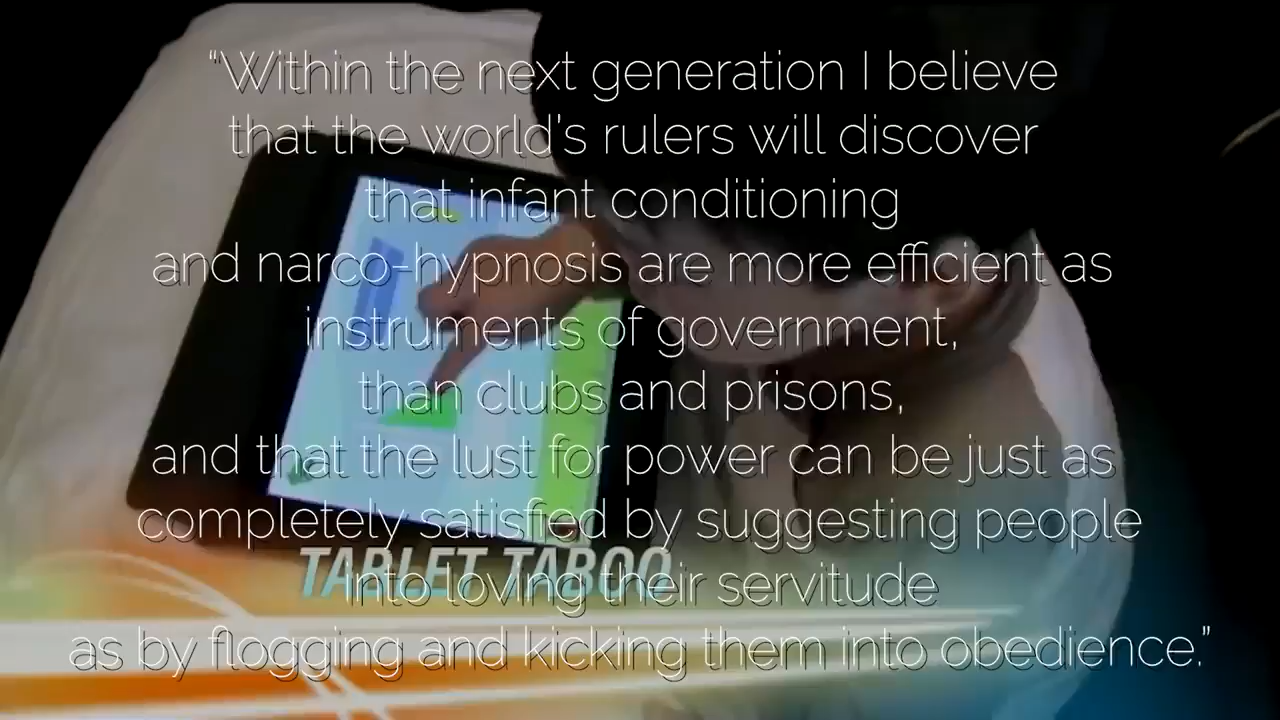 “Within the next generation I believe
that the world's rulers will discover
that infant conditioning
and narco-hypnosis are more efficient as
instruments of government,
than clubs and prisons,
and that the lust for power can be just as
completely satisfied by suggesting people
TABLET TABOO
into loving their servitude
as by flogging and kicking them into obedience.”